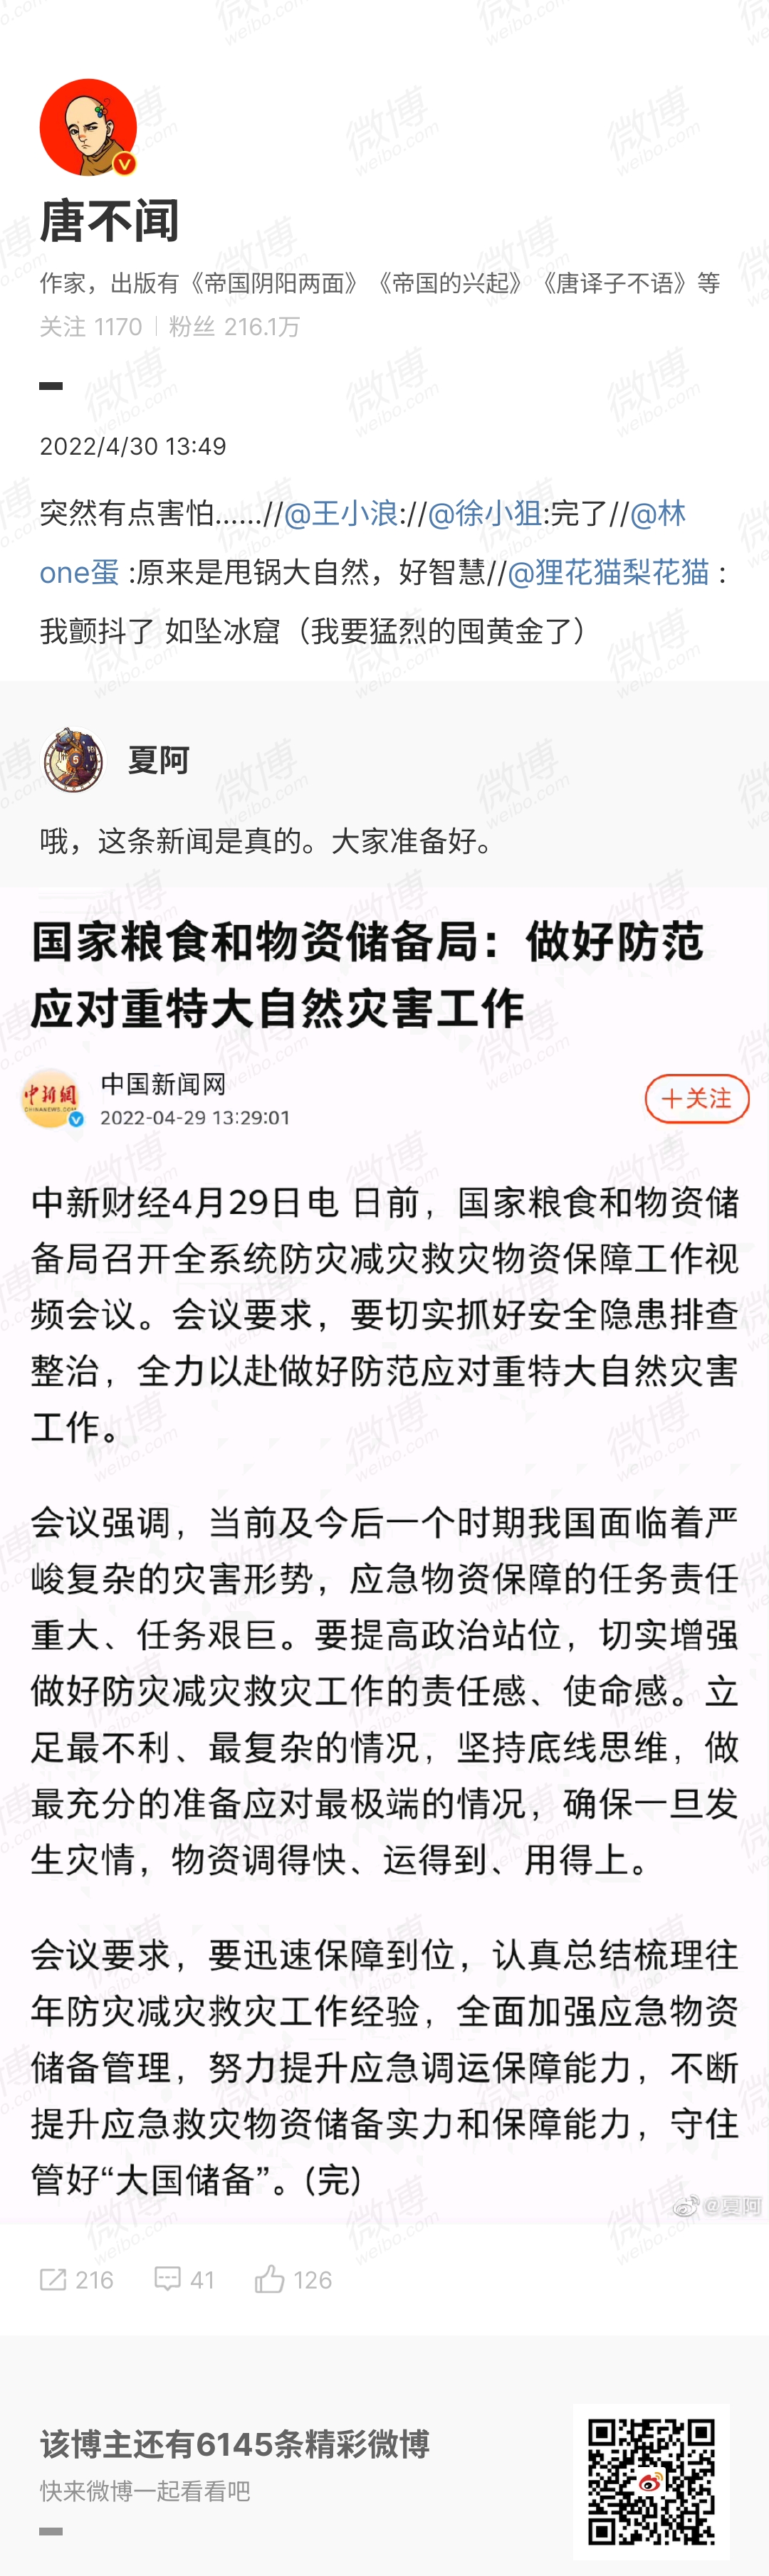 唐不闻
作家，出版有《帝国阴阳两面》《帝国的兴起》《唐译子不语》等
关注 1170 | 粉丝 216.1万
2022/4/30 13:49
突然有点害怕......//@王小浪://@徐小狙:完了//@林
one蛋 :原来是甩锅大自然，好智慧//@狸花猫梨花猫 :
我颤抖了 如坠冰窟（我要猛烈的囤黄金了）
夏阿
哦，这条新闻是真的。大家准备好。
国家粮食和物资储备局：做好防范
应对重特大自然灾害工作
中新網
CHINANEWS.COM
中国新闻网
2022-04-29 13:29:01
十关注
中新财经4月29日电 日前，国家粮食和物资储
备局召开全系统防灾减灾救灾物资保障工作视
频会议。会议要求，要切实抓好安全隐患排查
整治，全力以赴做好防范应对重特大自然灾害
工作。
会议强调，当前及今后一个时期我国面临着严
峻复杂的灾害形势，应急物资保障的任务责任
重大、任务艰巨。要提高政治站位，切实增强
做好防灾减灾救灾工作的责任感、使命感。立
足最不利、最复杂的情况，坚持底线思维，做
最充分的准备应对最极端的情况，确保一旦发
生灾情，物资调得快、运得到、用得上。
会议要求，要迅速保障到位，认真总结梳理往
年防灾减灾救灾工作经验，全面加强应急物资
储备管理，努力提升应急调运保障能力，不断
提升应急救灾物资储备实力和保障能力，守住
管好“大国储备”。(完)
@夏阿
216 41 126
该博主还有6145条精彩微博
快来微博一起看看吧
微博
weibo.com